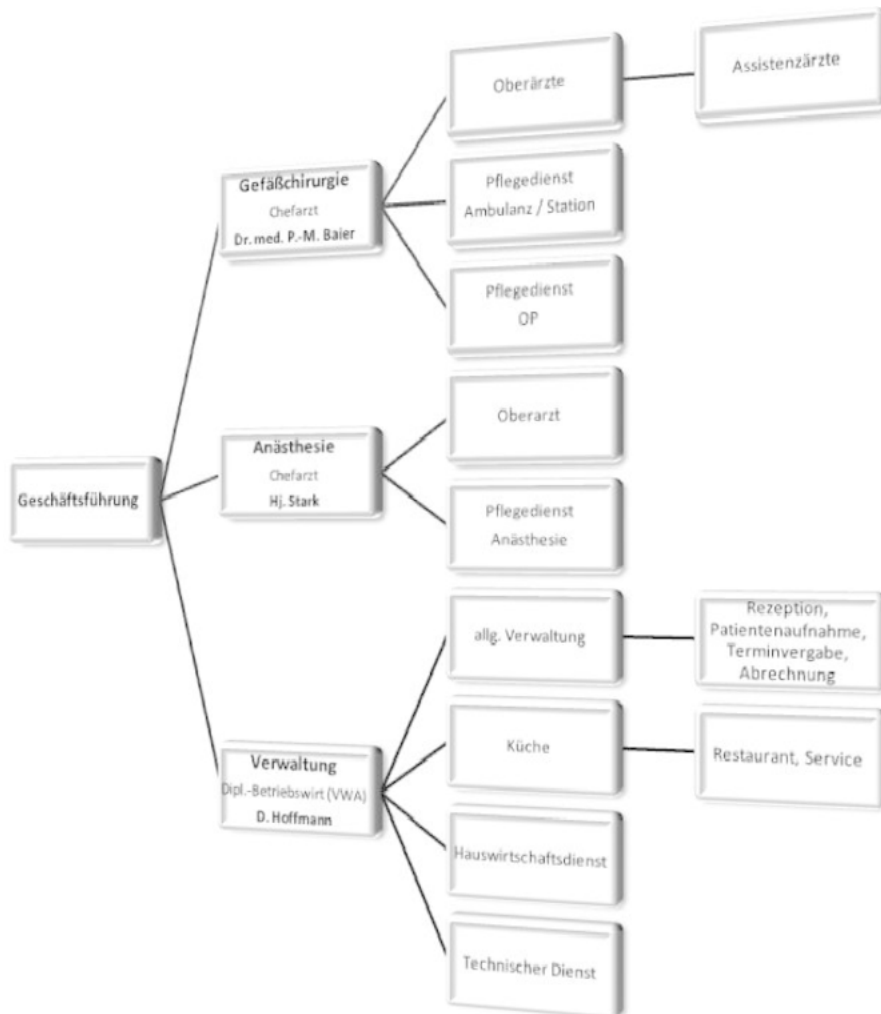 Oberärzte
Assistenzärzte
Gefäßchirurgie
Chefarzt
Dr. med. P.-M. Baier
Pflegedienst
Ambulanz / Station
Pflegedienst
OP
Geschäftsführung
Anästhesie
Chefarzt
Hj. Stark
Oberarzt
Pflegedienst
Anästhesie
Verwaltung
Dipl.-Betriebswirt (VWA)
D. Hoffmann
allg. Verwaltung
Rezeption,
Patientenaufnahme,
Terminvergabe,
Abrechnung
Küche
Restaurant, Service
Hauswirtschaftsdienst
Technischer Dienst